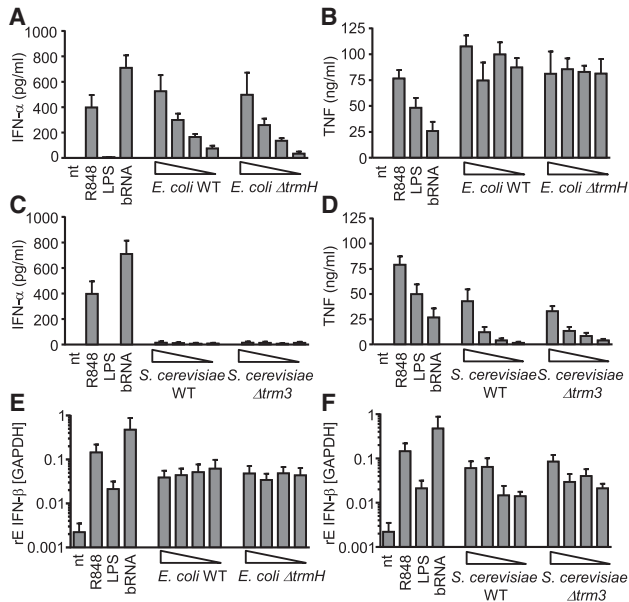 A
IFN-α (pg/ml)
1000
800
600
400
200
0
nt
R848
LPS
bRNA
E. coli WT
E. coli ΔtrmH
B
TNF (ng/ml)
125
100
75
50
25
0
nt
R848
LPS
bRNA
E. coli WT
E. coli ΔtrmH
C
IFN-α (pg/ml)
1000
800
600
400
200
0
nt
R848
LPS
bRNA
S. cerevisiae
WT
S. cerevisiae
Δtrm3
D
TNF (ng/ml)
125
100
75
50
25
0
nt
R848
LPS
bRNA
S. cerevisiae
WT
S. cerevisiae
Δtrm3
E
rE IFN-β [GAPDH]
1
0.1
0.01
0.001
nt
R848
LPS
bRNA
E. coli WT
E. coli ΔtrmH
F
rE IFN-β [GAPDH]
1
0.1
0.01
0.001
nt
R848
LPS
bRNA
S. cerevisiae
WT
S. cerevisiae
Δtrm3